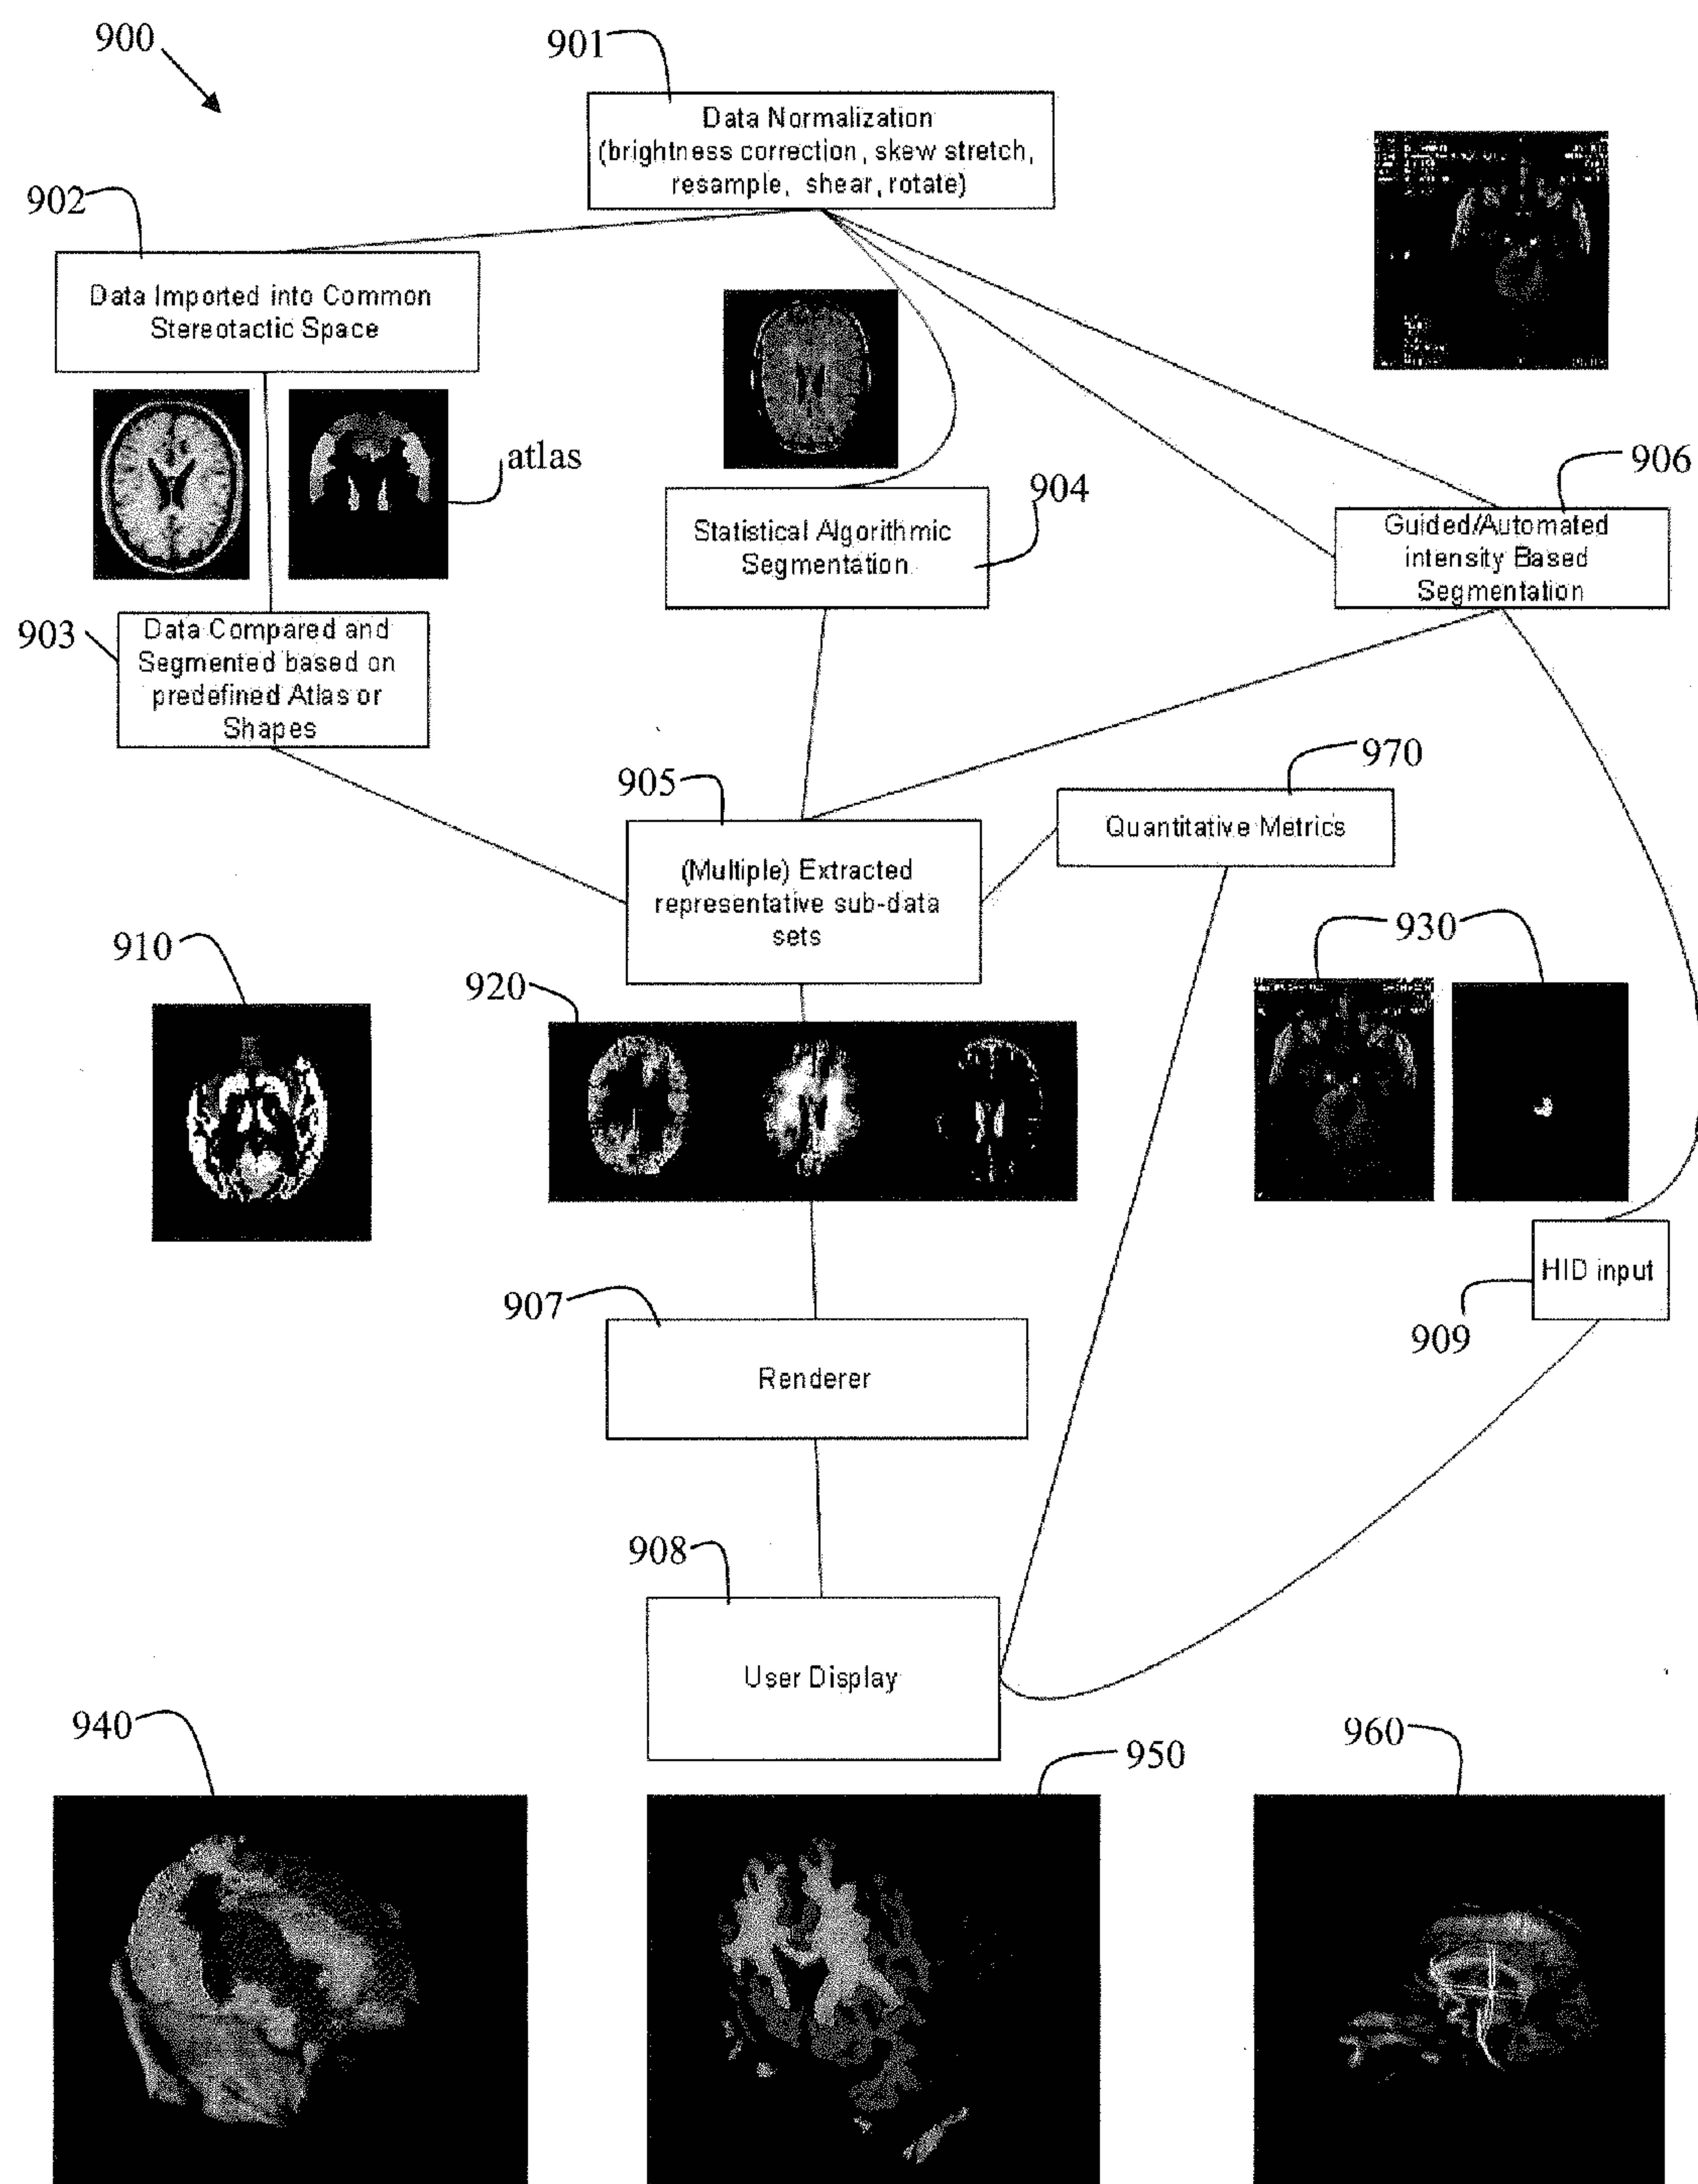 900
901
Data Normalization
(brightness correction, skew stretch,
resample, shear, rotate)
902
Data Imported into Common
Stereotactic Space
atlas
906
904
Statistical Algorithmic
Segmentation
Guided/Automated
intensity Based
Segmentation
903
Data Compared and
Segmented based on
predefined Atlas or
Shapes
970
905
Quantitative Metrics
(Multiple) Extracted
representative sub-data
sets
910
920
930
HID input
909
907
Renderer
908
User Display
940
950
960